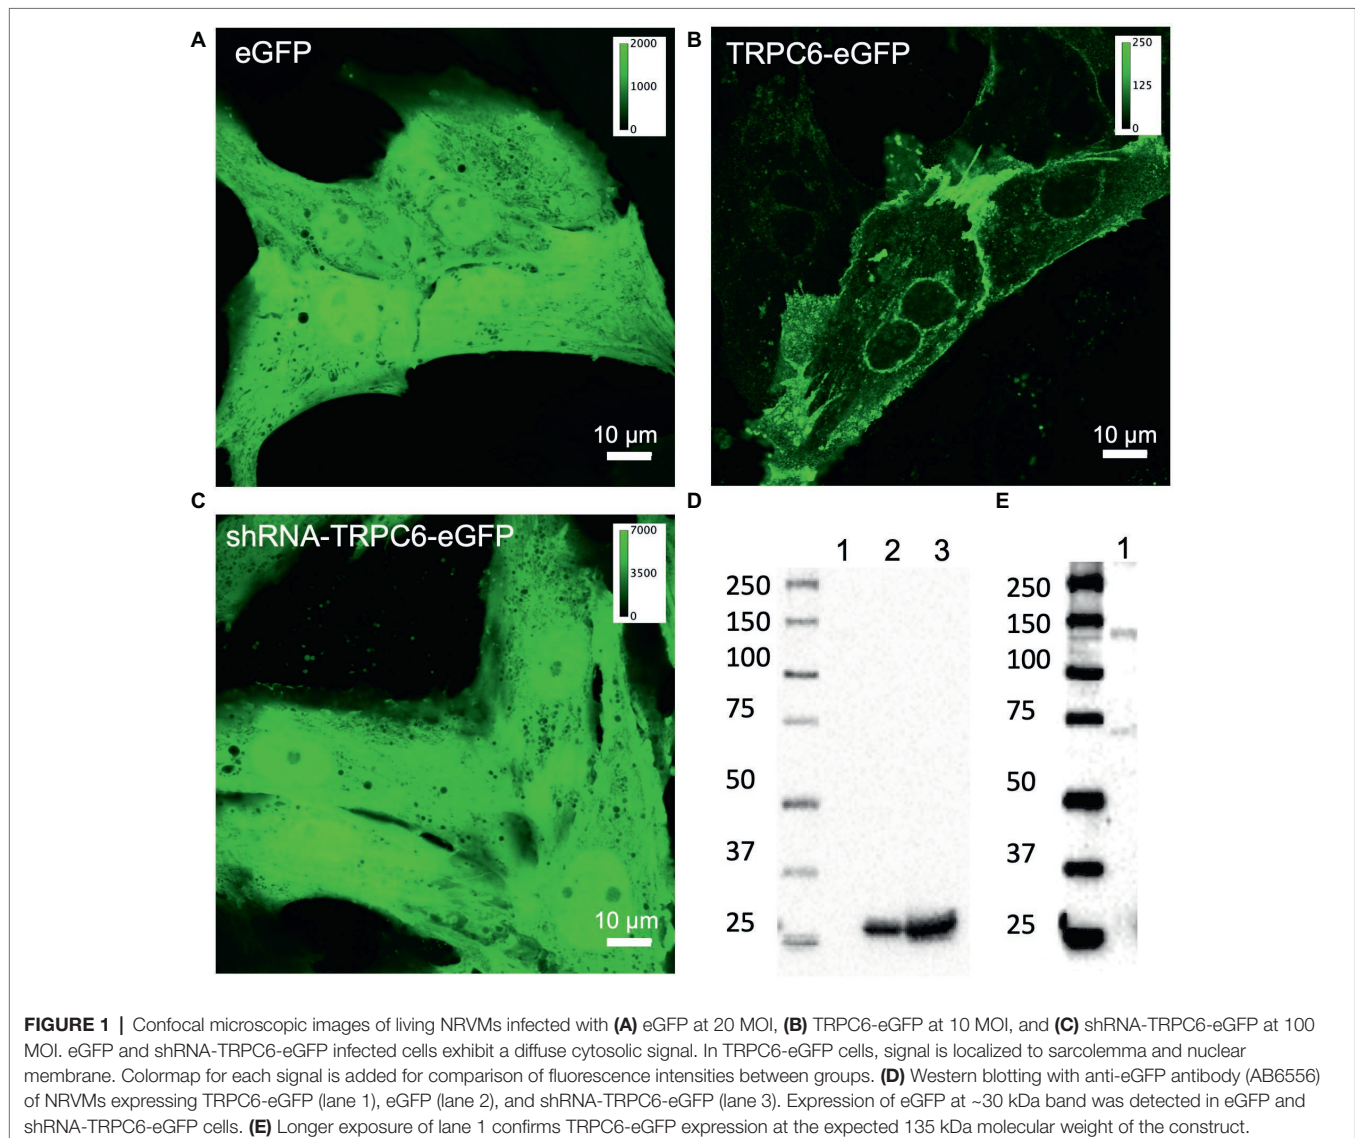 A
eGFP
2000
1000
0
10 µm
B
TRPC6-eGFP
250
125
0
10 µm
C
shRNA-TRPC6-eGFP
7000
3500
0
10 µm
D
1 2 3
250
150
100
75
50
37
25
E
1
250
150
100
75
50
37
25
FIGURE 1 | Confocal microscopic images of living NRVMs infected with (A) eGFP at 20 MOI, (B) TRPC6-eGFP at 10 MOI, and (C) shRNA-TRPC6-eGFP at 100
MOI. eGFP and shRNA-TRPC6-eGFP infected cells exhibit a diffuse cytosolic signal. In TRPC6-eGFP cells, signal is localized to sarcolemma and nuclear
membrane. Colormap for each signal is added for comparison of fluorescence intensities between groups. (D) Western blotting with anti-eGFP antibody (AB6556)
of NRVMs expressing TRPC6-eGFP (lane 1), eGFP (lane 2), and shRNA-TRPC6-eGFP (lane 3). Expression of eGFP at ~30 kDa band was detected in eGFP and
shRNA-TRPC6-eGFP cells. (E) Longer exposure of lane 1 confirms TRPC6-eGFP expression at the expected 135 kDa molecular weight of the construct.